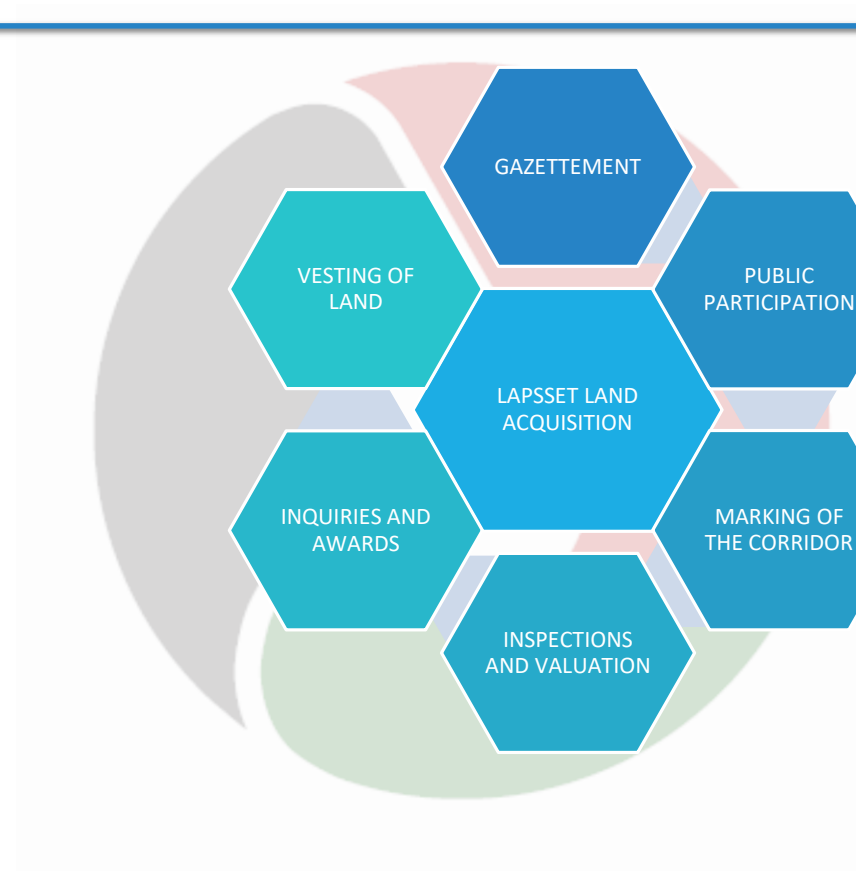 GAZETTEMENT
PUBLIC
PARTICIPATION
MARKING OF
THE CORRIDOR
INSPECTIONS
AND VALUATION
INQUIRIES AND
AWARDS
VESTING OF
LAND
LAPSSET LAND
ACQUISITION